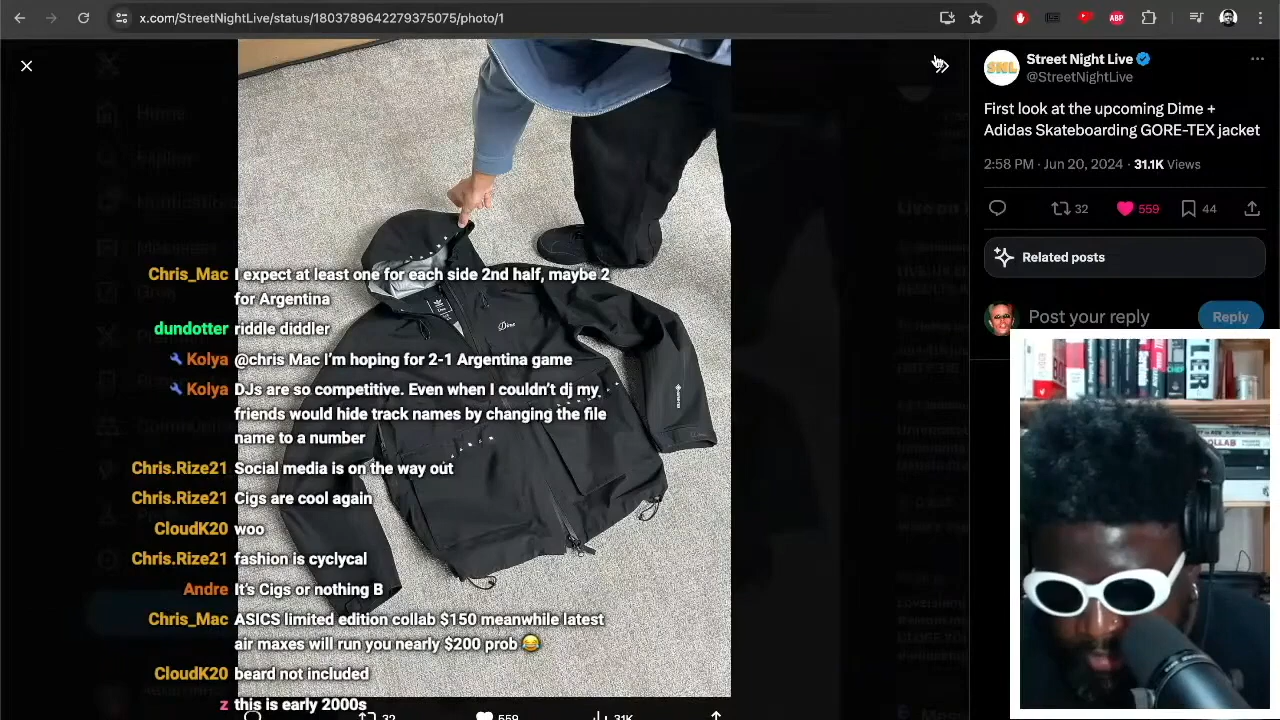 x.com/StreetNightLive/status/1803789642279375075/photo/1
ABP
SNL
Street Night Live
@StreetNightLive
First look at the upcoming Dime +
Adidas Skateboarding GORE-TEX jacket
2:58 PM · Jun 20, 2024 · 31.1K Views
32
559
44
Related posts
Post your reply
Reply
Dime
Chris_Mac I expect at least one for each side 2nd half, maybe 2
for Argentina
dundotter riddle diddler
Kolya @chris Mac I’m hoping for 2-1 Argentina game
Kolya DJs are so competitive. Even when I couldn’t dj my
friends would hide track names by changing the file
name to a number
Chris.Rize21 Social media is on the way out
Chris.Rize21 Cigs are cool again
CloudK20 woo
Chris.Rize21 fashion is cyclycal
Andre It’s Cigs or nothing B
Chris_Mac ASICS limited edition collab $150 meanwhile latest
air maxes will run you nearly $200 prob 😂
CloudK20 beard not included
z this is early 2000s
32
559
31K